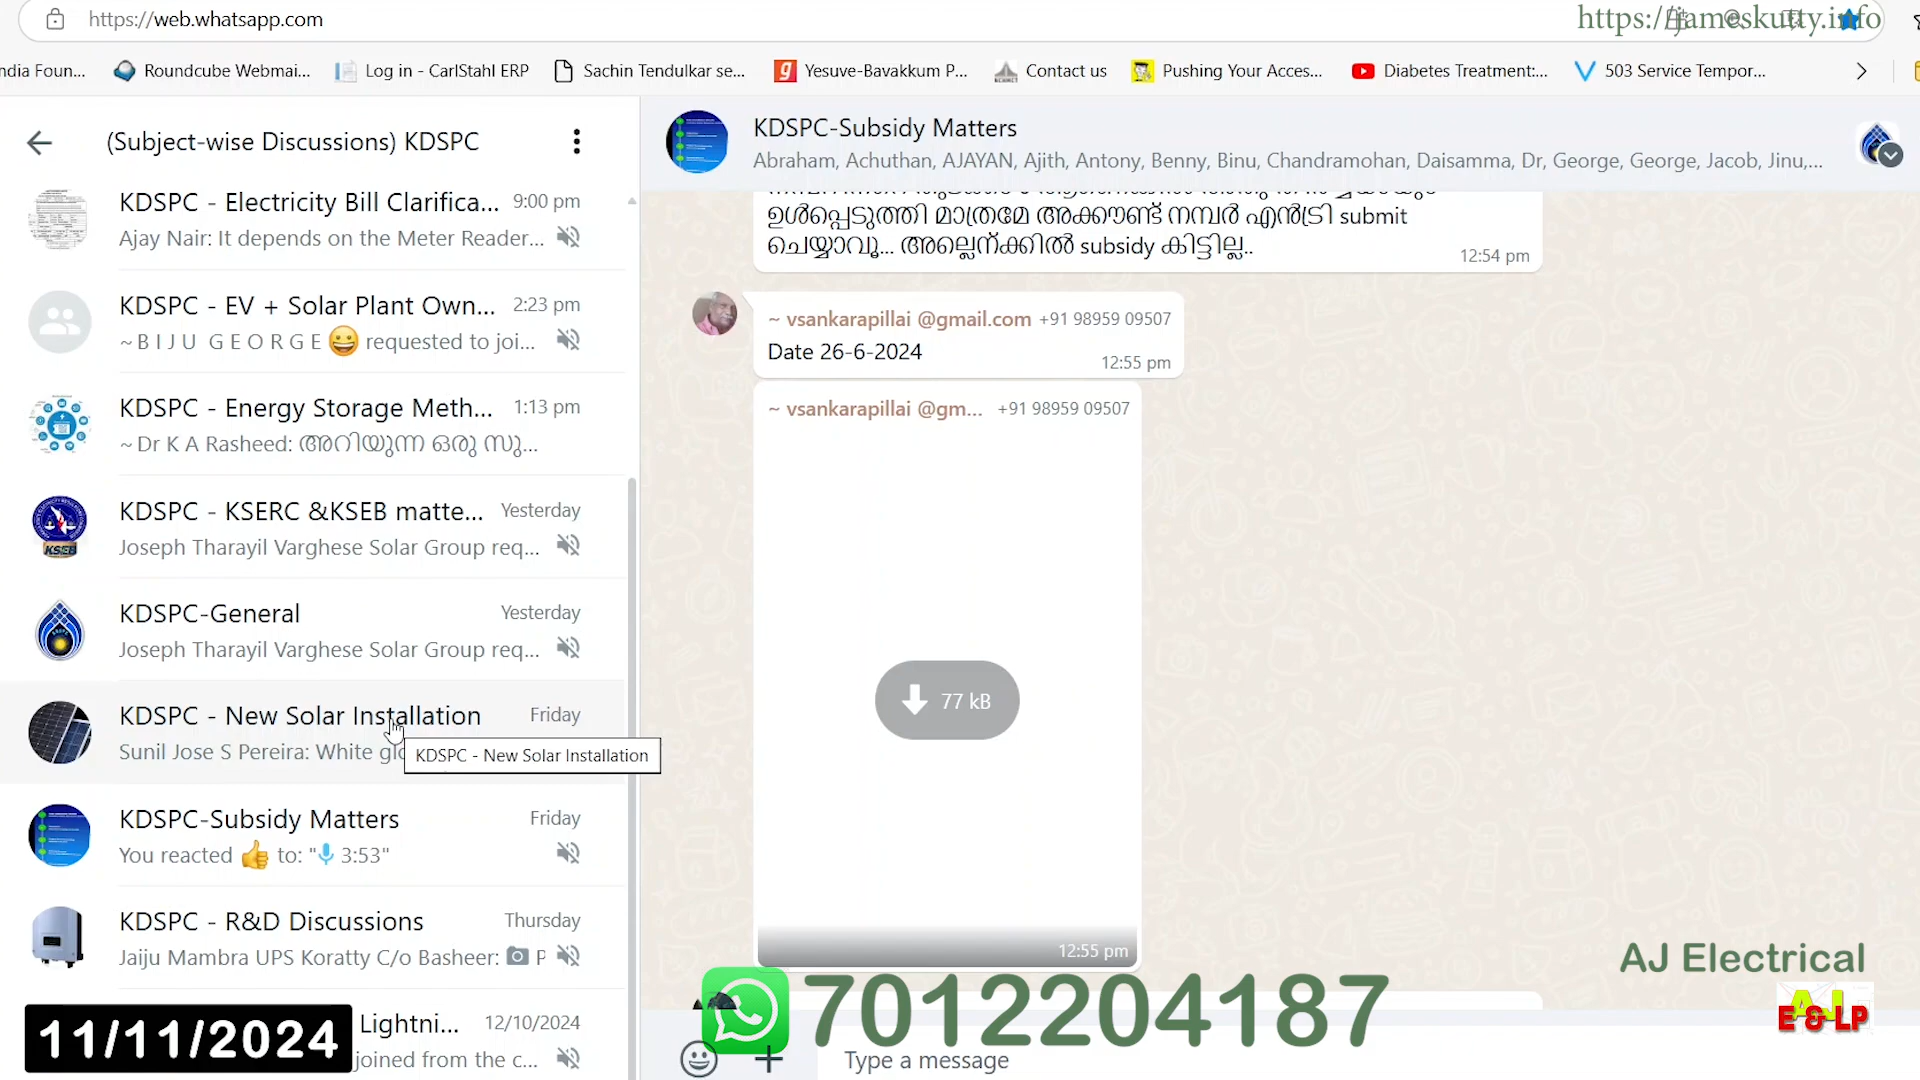 https://web.whatsapp.com
https://jameskutty.info
ndia Foun...
Roundcube Webmai...
Log in - CarlStahl ERP
Sachin Tendulkar se...
Yesuve-Bavakkum P...
Contact us
Pushing Your Acces...
Diabetes Treatment:...
503 Service Tempor...
(Subject-wise Discussions) KDSPC
KDSPC - Electricity Bill Clarifica... 9:00 pm
Ajay Nair: It depends on the Meter Reader...
KDSPC - EV + Solar Plant Own... 2:23 pm
~ B I J U G E O R G E 😀 requested to joi...
KDSPC - Energy Storage Meth... 1:13 pm
~ Dr K A Rasheed: അറിയുന്ന ഒരു സു...
KDSPC - KSERC &KSEB matte... Yesterday
Joseph Tharayil Varghese Solar Group req...
KDSPC-General Yesterday
Joseph Tharayil Varghese Solar Group req...
KDSPC - New Solar Installation Friday
Sunil Jose S Pereira: White glo
KDSPC - New Solar Installation
KDSPC-Subsidy Matters Friday
You reacted 👍 to: "🎤 3:53"
KDSPC - R&D Discussions Thursday
Jaiju Mambra UPS Koratty C/o Basheer: 📷 P
Lightni... 12/10/2024
joined from the c...
11/11/2024
KDSPC-Subsidy Matters
Abraham, Achuthan, AJAYAN, Ajith, Antony, Benny, Binu, Chandramohan, Daisamma, Dr, George, George, Jacob, Jinu,...
ഉൾപ്പെടുത്തി മാത്രമേ അക്കൗണ്ട് നമ്പർ എൻട്രി submit
ചെയ്യാവൂ... അല്ലെന്ക്കിൽ subsidy കിട്ടില്ല..
12:54 pm
~ vsankarapillai @gmail.com +91 98959 09507
Date 26-6-2024
12:55 pm
~ vsankarapillai @gm... +91 98959 09507
77 kB
12:55 pm
AJ Electrical
7012204187
AJ
E & LP
Type a message